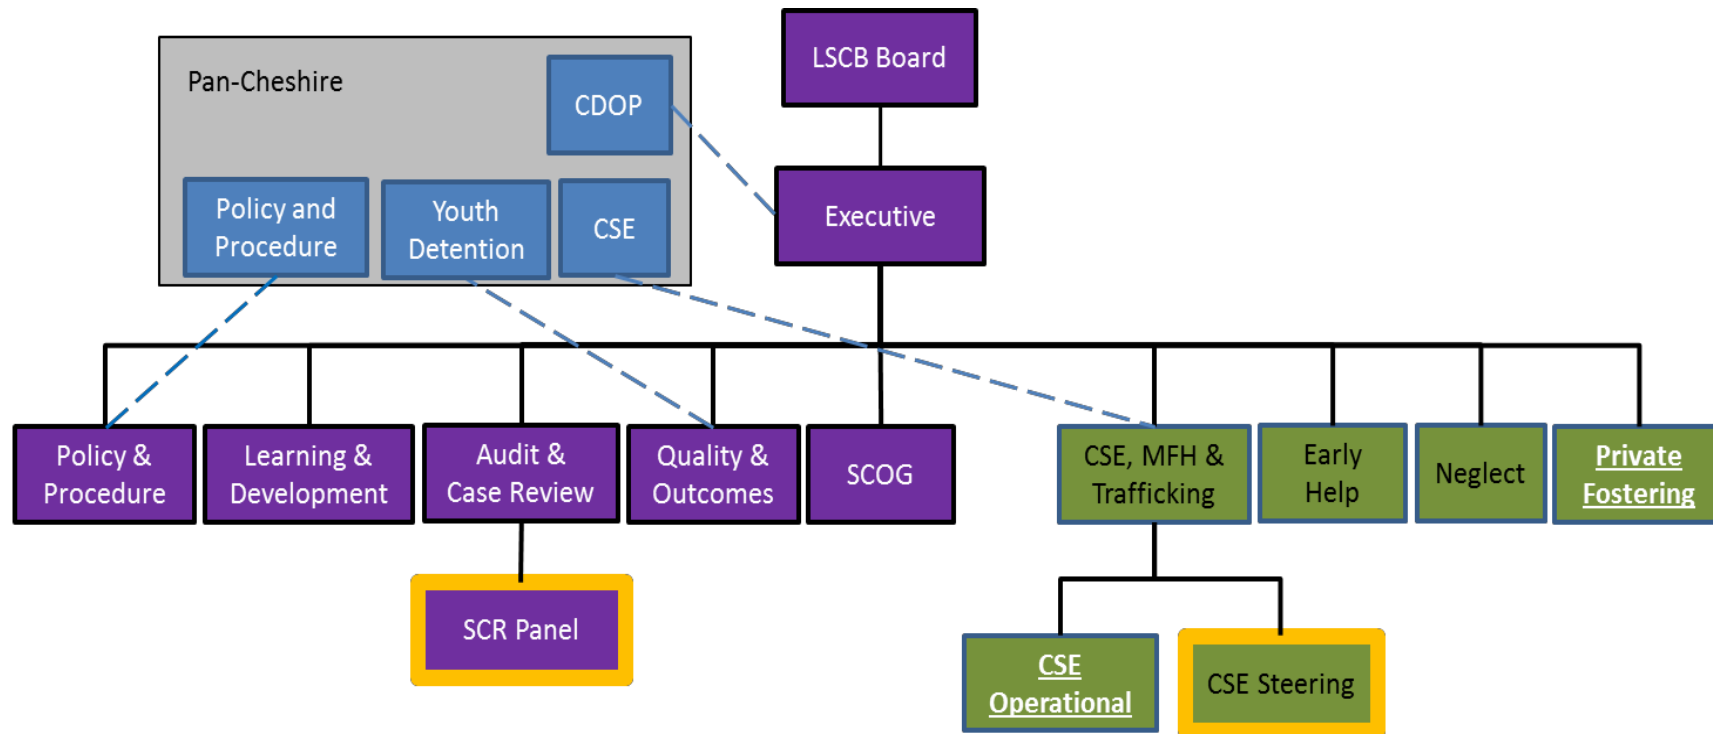 Pan-Cheshire
CDOP
LSCB Board
Policy and
Procedure
Youth
Detention
CSE
Executive
Policy &
Procedure
Learning &
Development
Audit &
Case Review
Quality &
Outcomes
SCOG
CSE, MFH &
Trafficking
Early
Help
Neglect
Private
Fostering
SCR Panel
CSE
Operational
CSE Steering